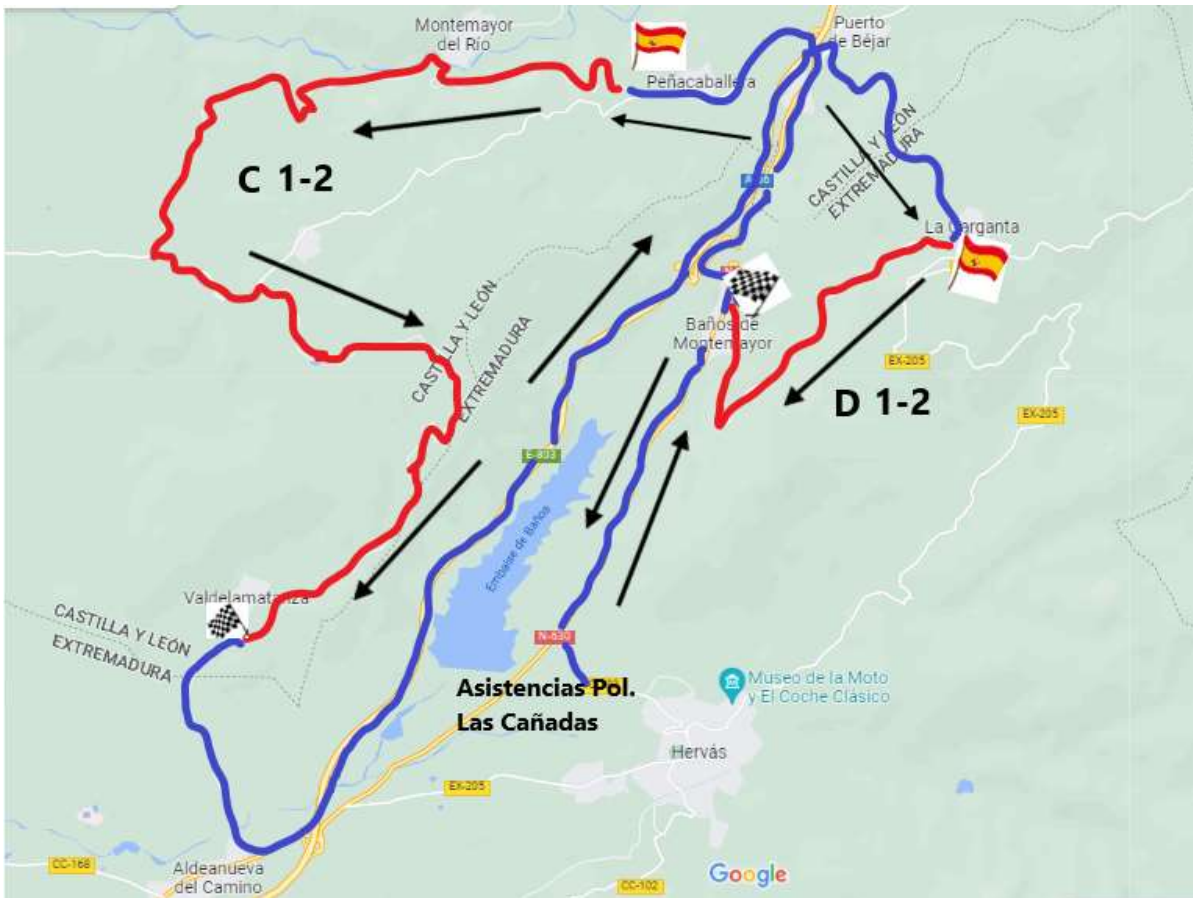 Montemayor
del Río
Puerto
de Béjar
Peñacaballera
C 1-2
CASTILLA Y LEÓN
EXTREMADURA
La Garganta
CASTILLA Y LEÓN
EXTREMADURA
Baños de
Montemayor
EX-205
D 1-2
EX-205
E-803
Embalse de Baños
Valdelamatanza
CASTILLA Y LEÓN
EXTREMADURA
N-630
Asistencias Pol.
Las Cañadas
Museo de la Moto
y El Coche Clásico
Hervás
EX-205
CC-168
Aldeanueva
del Camino
Google
CC-102